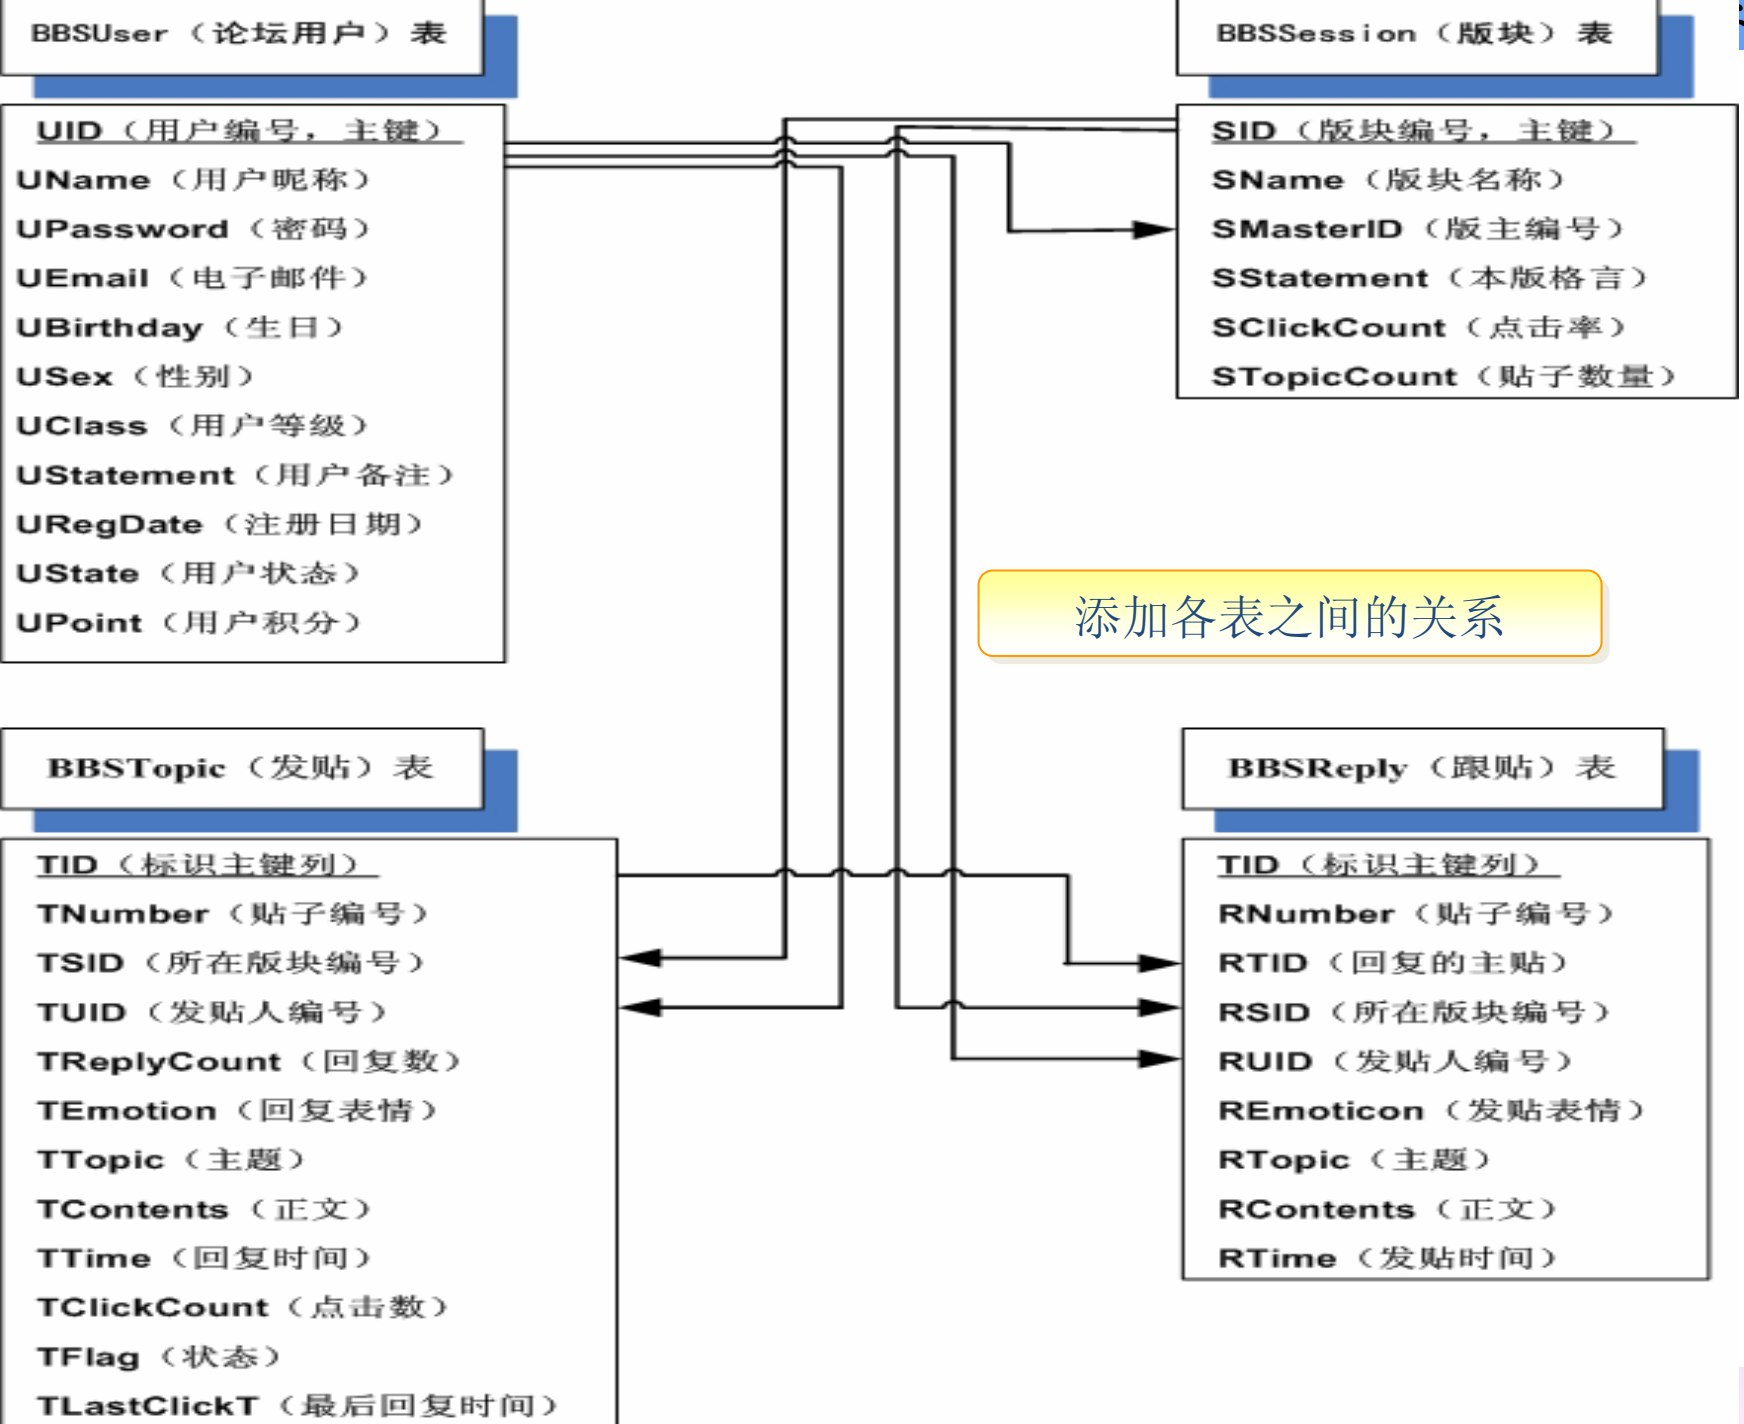 BBSUser（论坛用户）表
UID（用户编号，主键）
UName（用户昵称）
UPassword（密码）
UEmail（电子邮件）
UBirthday（生日）
USex（性别）
UClass（用户等级）
UStatement（用户备注）
URegDate（注册日期）
UState（用户状态）
UPoint（用户积分）
BBSSession（版块）表
SID（版块编号，主键）
SName（版块名称）
SMasterID（版主编号）
SStatement（本版格言）
SClickCount（点击率）
STopicCount（贴子数量）
添加各表之间的关系
BBSTopic（发贴）表
TID（标识主键列）
TNumber（贴子编号）
TSID（所在版块编号）
TUID（发贴人编号）
TReplyCount（回复数）
TEmotion（回复表情）
TTopic（主题）
TContents（正文）
TTime（回复时间）
TClickCount（点击数）
TFlag（状态）
TLastClickT（最后回复时间）
BBSReply（跟贴）表
TID（标识主键列）
RNumber（贴子编号）
RTID（回复的主贴）
RSID（所在版块编号）
RUID（发贴人编号）
REmoticon（发贴表情）
RTopic（主题）
RContents（正文）
RTime（发贴时间）